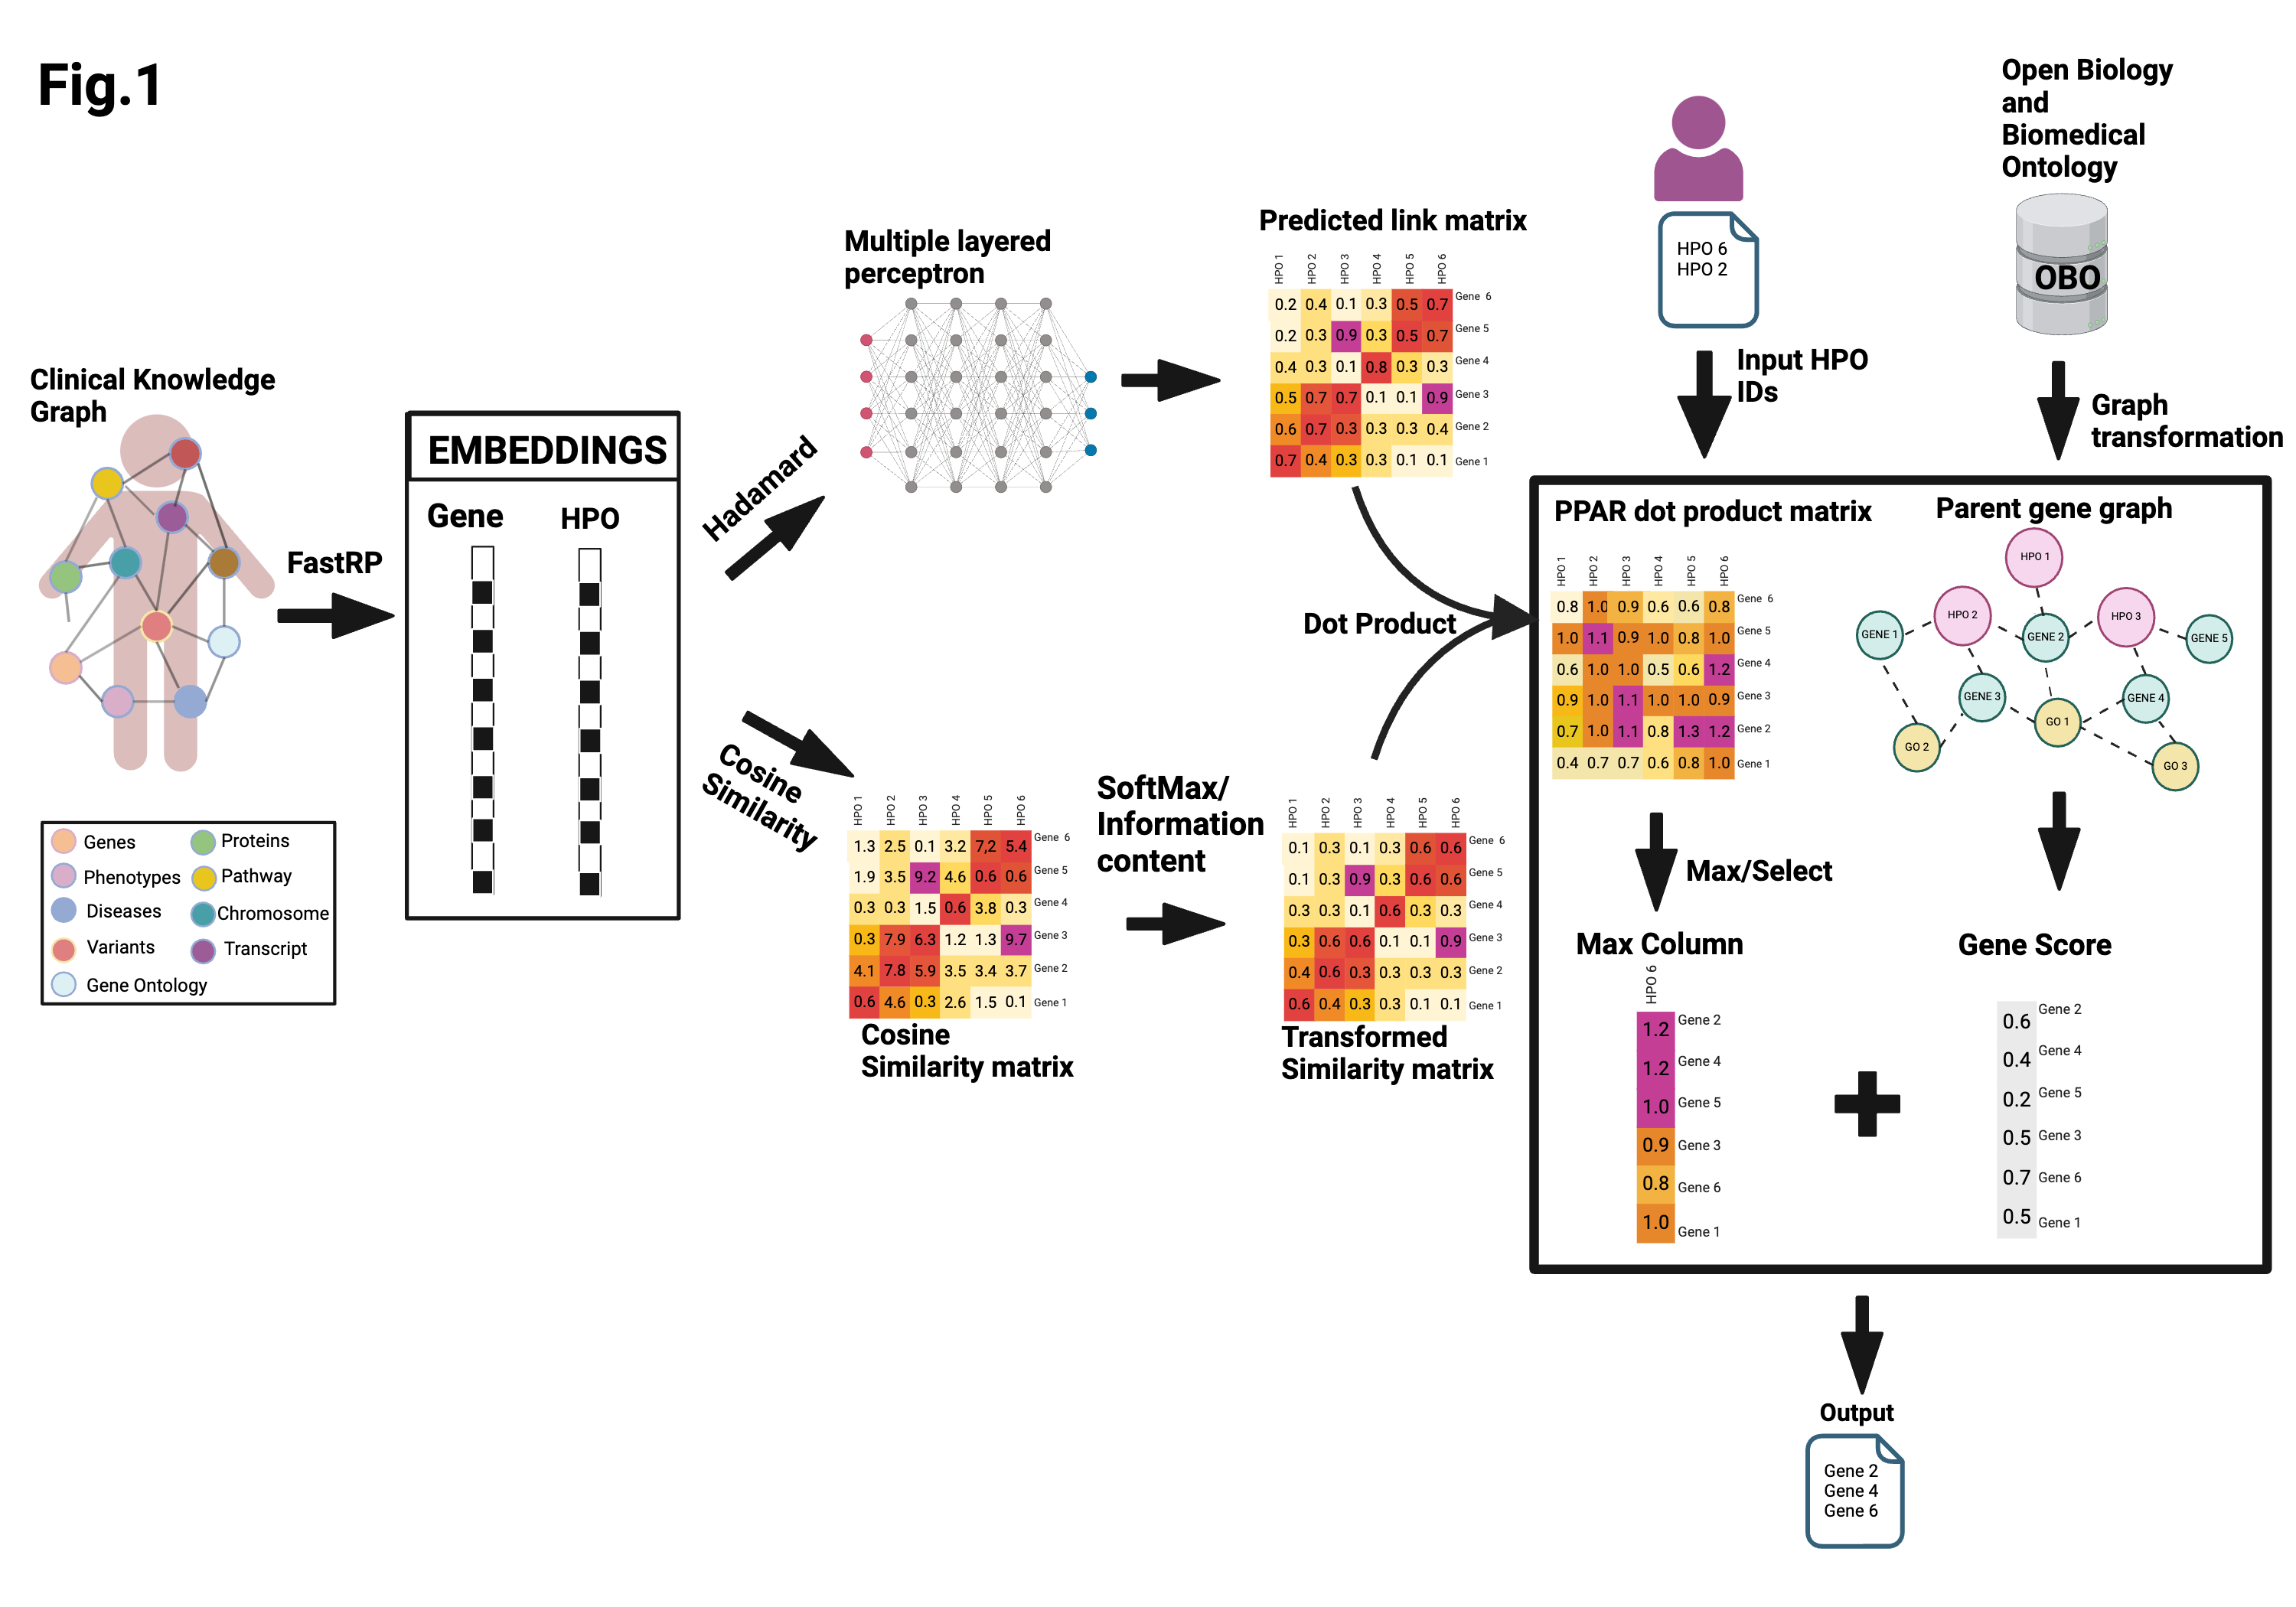 Fig.1
Clinical Knowledge
Graph
Genes
Proteins
Phenotypes
Pathway
Diseases
Chromosome
Variants
Transcript
Gene Ontology
FastRP
EMBEDDINGS
Gene HPO
Hadamard
Cosine
Similarity
Multiple layered
perceptron
HPO 1 HPO 2 HPO 3 HPO 4 HPO 5 HPO 6
1.3 2.5 0.1 3.2 7,2 5.4 Gene 6
1.9 3.5 9.2 4.6 0.6 0.6 Gene 5
0.3 0.3 1.5 0.6 3.8 0.3 Gene 4
0.3 7.9 6.3 1.2 1.3 9.7 Gene 3
4.1 7.8 5.9 3.5 3.4 3.7 Gene 2
0.6 4.6 0.3 2.6 1.5 0.1 Gene 1
Cosine
Similarity matrix
SoftMax/
Information
content
Predicted link matrix
HPO 1 HPO 2 HPO 3 HPO 4 HPO 5 HPO 6
0.2 0.4 0.1 0.3 0.5 0.7 Gene 6
0.2 0.3 0.9 0.3 0.5 0.7 Gene 5
0.4 0.3 0.1 0.8 0.3 0.3 Gene 4
0.5 0.7 0.7 0.1 0.1 0.9 Gene 3
0.6 0.7 0.3 0.3 0.3 0.4 Gene 2
0.7 0.4 0.3 0.3 0.1 0.1 Gene 1
Dot Product
HPO 1 HPO 2 HPO 3 HPO 4 HPO 5 HPO 6
0.1 0.3 0.1 0.3 0.6 0.6 Gene 6
0.1 0.3 0.9 0.3 0.6 0.6 Gene 5
0.3 0.3 0.1 0.6 0.3 0.3 Gene 4
0.3 0.6 0.6 0.1 0.1 0.9 Gene 3
0.4 0.6 0.3 0.3 0.3 0.3 Gene 2
0.6 0.4 0.3 0.3 0.1 0.1 Gene 1
Transformed
Similarity matrix
HPO 6
HPO 2
Input HPO
IDs
Open Biology
and
Biomedical
Ontology
OBO
Graph
transformation
PPAR dot product matrix
HPO 1 HPO 2 HPO 3 HPO 4 HPO 5 HPO 6
0.8 1.0 0.9 0.6 0.6 0.8 Gene 6
1.0 1.1 0.9 1.0 0.8 1.0 Gene 5
0.6 1.0 1.0 0.5 0.6 1.2 Gene 4
0.9 1.0 1.1 1.0 1.0 0.9 Gene 3
0.7 1.0 1.1 0.8 1.3 1.2 Gene 2
0.4 0.7 0.7 0.6 0.8 1.0 Gene 1
Parent gene graph
HPO 1
HPO 2
HPO 3
GENE 1
GENE 2
GENE 5
GENE 3
GENE 4
GO 1
GO 2
GO 3
Max/Select
Max Column
HPO 6
1.2 Gene 2
1.2 Gene 4
1.0 Gene 5
0.9 Gene 3
0.8 Gene 6
1.0 Gene 1
Gene Score
0.6 Gene 2
0.4 Gene 4
0.2 Gene 5
0.5 Gene 3
0.7 Gene 6
0.5 Gene 1
Output
Gene 2
Gene 4
Gene 6